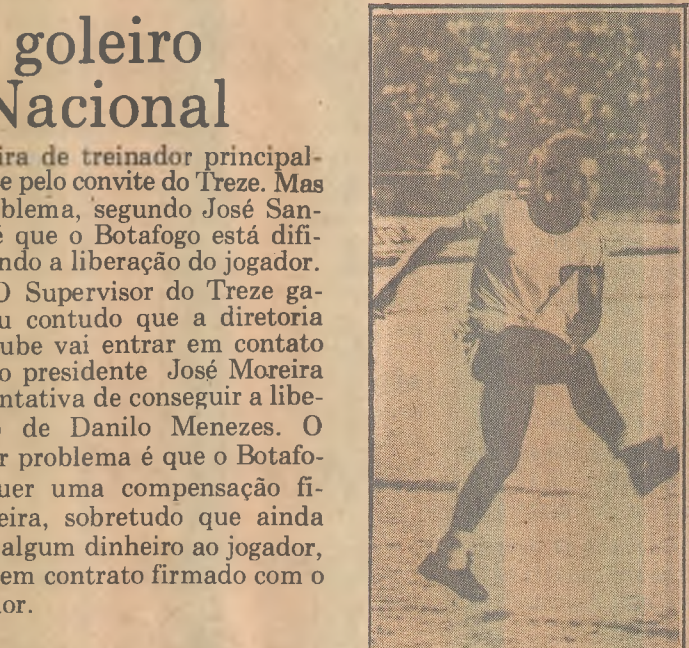 goleiro
Nacional
ira de treinador principal-
e pelo convite do Treze. Mas
blema, segundo José San-
é que o Botafogo está difi-
ndo a liberação do jogador.
O Supervisor do Treze ga-
u contudo que a diretoria
ube vai entrar em contato
o presidente José Moreira
ntativa de conseguir a libe-
o de Danilo Menezes. O
r problema é que o Botafo-
uer uma compensação fi-
eira, sobretudo que ainda
algum dinheiro ao jogador,
em contrato firmado com o
or.